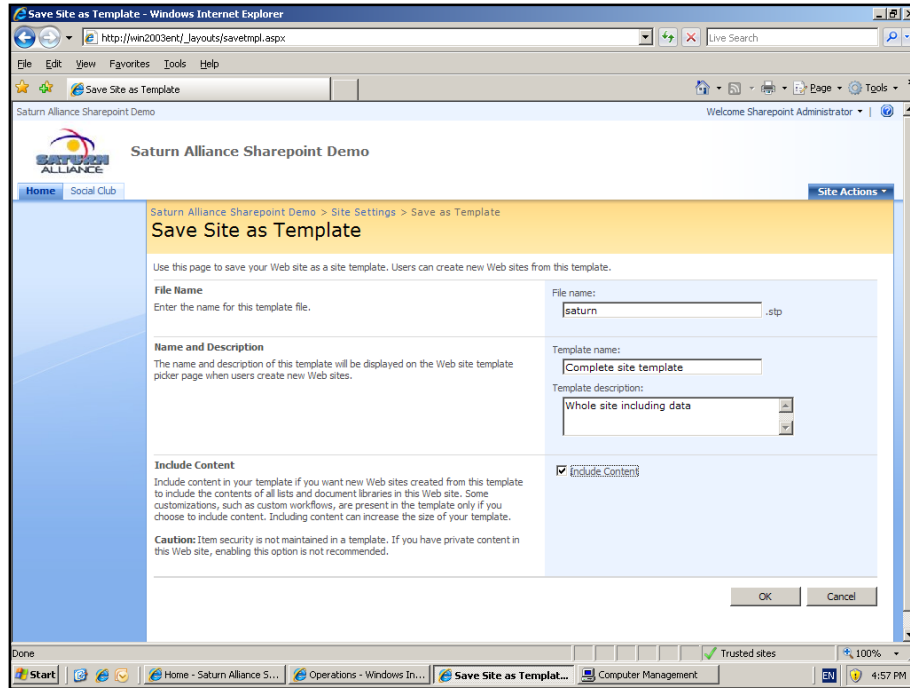 Save Site as Template - Windows Internet Explorer
http://win2003ent/_layouts/savetmpl.aspx
Live Search
File Edit View Favorites Tools Help
Save Site as Template
Page Tools
Saturn Alliance Sharepoint Demo
Welcome Sharepoint Administrator
SATURN
ALLIANCE
Saturn Alliance Sharepoint Demo
Home Social Club
Site Actions
Saturn Alliance Sharepoint Demo > Site Settings > Save as Template
Save Site as Template
Use this page to save your Web site as a site template. Users can create new Web sites from this template.
File Name
Enter the name for this template file.
File name:
saturn .stp
Name and Description
The name and description of this template will be displayed on the Web site template
picker page when users create new Web sites.
Template name:
Complete site template
Template description:
Whole site including data
Include Content
Include content in your template if you want new Web sites created from this template
to include the contents of all lists and document libraries in this Web site. Some
customizations, such as custom workflows, are present in the template only if you
choose to include content. Including content can increase the size of your template.
Caution: Item security is not maintained in a template. If you have private content in
this Web site, enabling this option is not recommended.
Include Content
OK Cancel
Done
Trusted sites
100%
Start
Home - Saturn Alliance S...
Operations - Windows In...
Save Site as Templat...
Computer Management
EN
4:57 PM